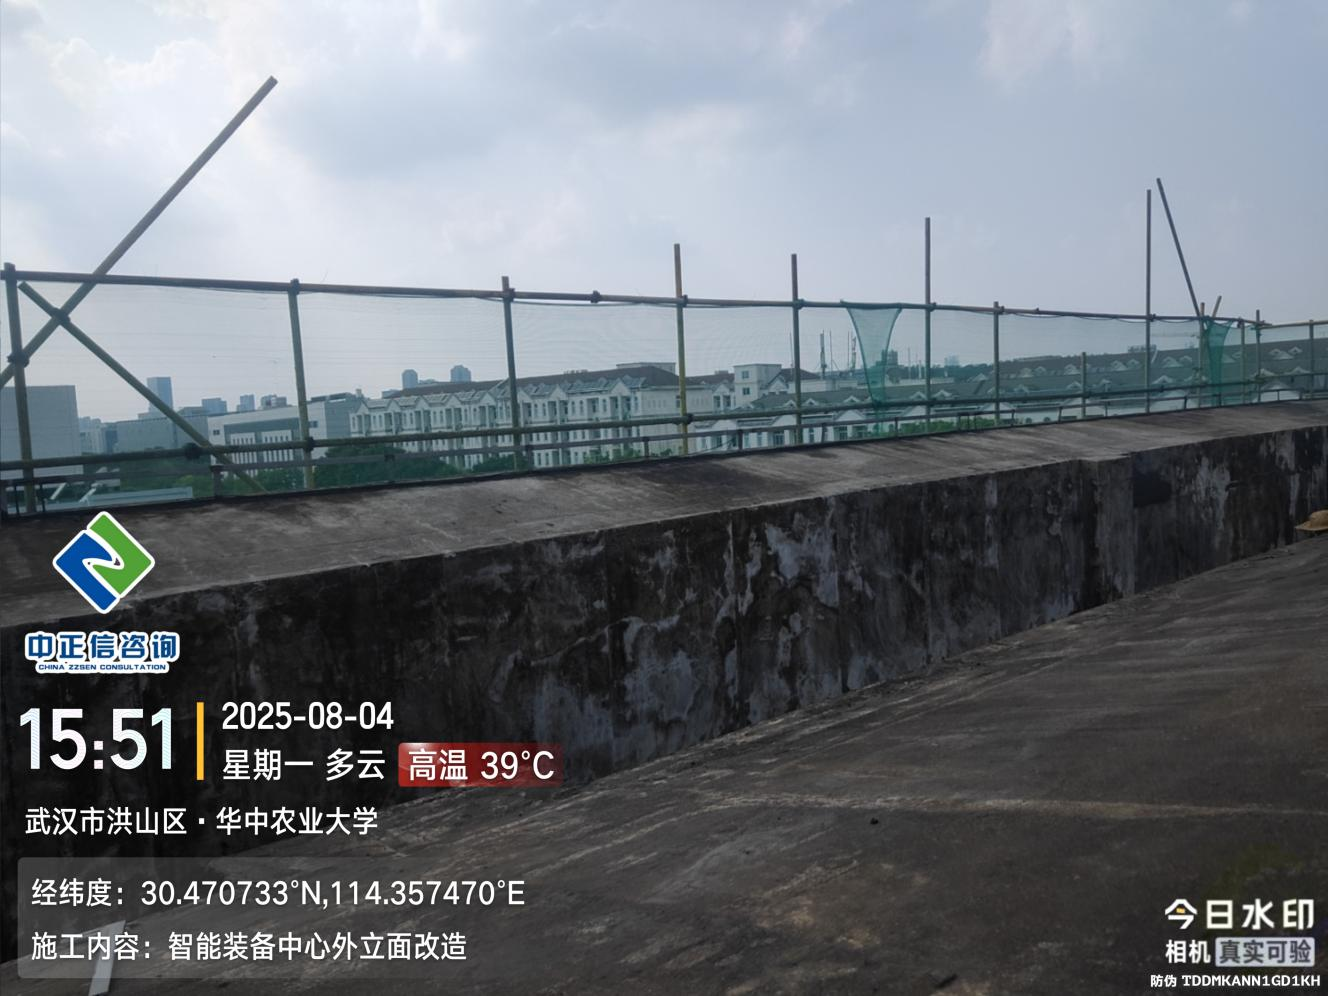 中正信咨询
CHINA ZZSEN CONSULTATION
15:51
2025-08-04
星期一 多云 高温 39°C
武汉市洪山区·华中农业大学
经纬度：30.470733°N,114.357470°E
施工内容：智能装备中心外立面改造
今日水印
相机 真实可验
防伪 TDDMKANN1GD1KH